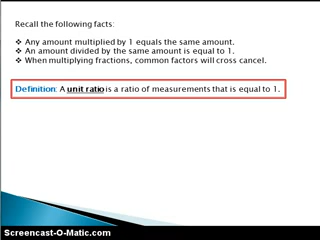 Recall the following facts:
❖ Any amount multiplied by 1 equals the same amount.
❖ An amount divided by the same amount is equal to 1.
❖ When multiplying fractions, common factors will cross cancel.
Definition: A unit ratio is a ratio of measurements that is equal to 1.
Screencast-O-Matic.com